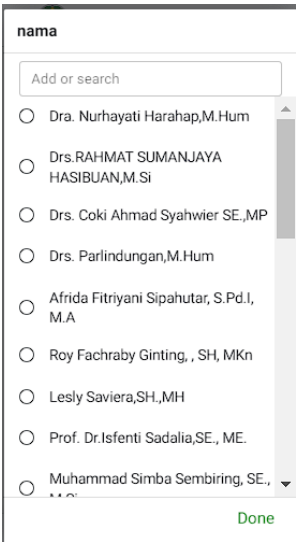 nama
Add or search
Dra. Nurhayati Harahap,M.Hum
Drs.RAHMAT SUMANJAYA
HASIBUAN,M.Si
Drs. Coki Ahmad Syahwier SE.,MP
Drs. Parlindungan,M.Hum
Afrida Fitriyani Sipahutar, S.Pd.I,
M.A
Roy Fachraby Ginting, , SH, MKn
Lesly Saviera,SH.,MH
Prof. Dr.Isfenti Sadalia,SE., ME.
Muhammad Simba Sembiring, SE.,
Done